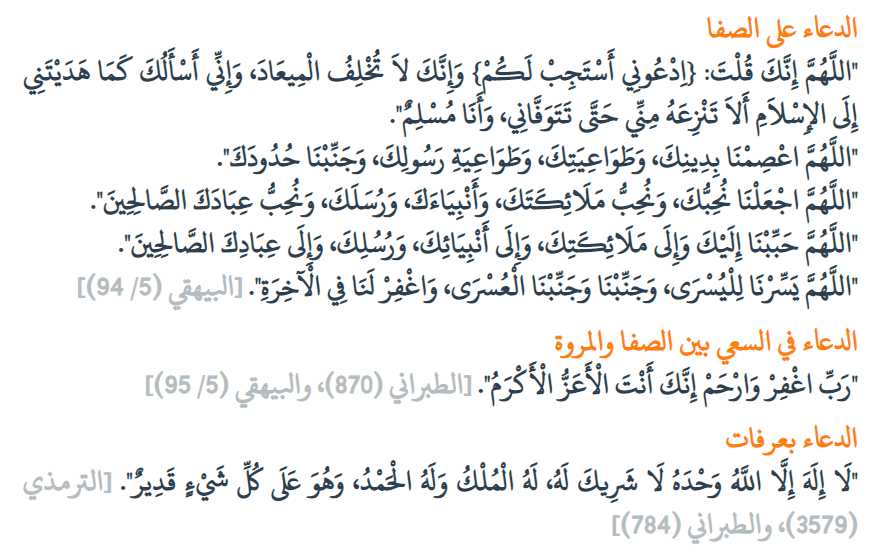 الدعاء على الصفا
"اللَّهُمَّ إِنَّكَ قُلْتَ: {اِدْعُونِي أَسْتَجِبْ لَكُمْ} وَإِنَّكَ لاَ تُخْلِفُ الْمِيعَادَ، وَإِنِّي أَسْأَلُكَ كَمَا هَدَيْتَنِي
إِلَى الإِسْلاَمِ أَلاَ تَنْزِعَهُ مِنِّي حَتَّى تَتَوَفَّانِي، وَأَنَا مُسْلِمٌ".
"اللَّهُمَّ اعْصِمْنَا بِدِينِكَ، وَطَوَاعِيَتِكَ، وَطَوَاعِيَةِ رَسُولِكَ، وَجَنِّبْنَا حُدُودَكَ".
"اللَّهُمَّ اجْعَلْنَا نُحِبُّكَ، وَنُحِبُّ مَلَائِكَتَكَ، وَأَنْبِيَاءَكَ، وَرُسَلَكَ، وَنُحِبُّ عِبَادَكَ الصَّالِحِينَ".
"اللَّهُمَّ حَبِّبْنَا إِلَيْكَ وَإِلَى مَلَائِكَتِكَ، وَإِلَى أَنْبِيَائِكَ، وَرُسُلِكَ، وَإِلَى عِبَادِكَ الصَّالِحِينَ".
"اللَّهُمَّ يَسِّرْنَا لِلْيُسْرَى، وَجَنِّبْنَا وَجَنِّبْنَا الْعُسْرَى، وَاغْفِرْ لَنَا فِي الْآخِرَةِ". [البيهقي (5/ 94)]
الدعاء في السعي بين الصفا والمروة
"رَبِّ اغْفِرْ وَارْحَمْ إِنَّكَ أَنْتَ الْأَعَزُّ الْأَكْرَمُ". [الطبراني (870)، والبيهقي (5/ 95)]
الدعاء بعرفات
"لَا إِلَهَ إِلَّا اللَّهُ وَحْدَهُ لَا شَرِيكَ لَهُ، لَهُ الْمُلْكُ وَلَهُ الْحَمْدُ، وَهُوَ عَلَى كُلِّ شَيْءٍ قَدِيرٌ". [الترمذي
(3579)، والطبراني (784)]